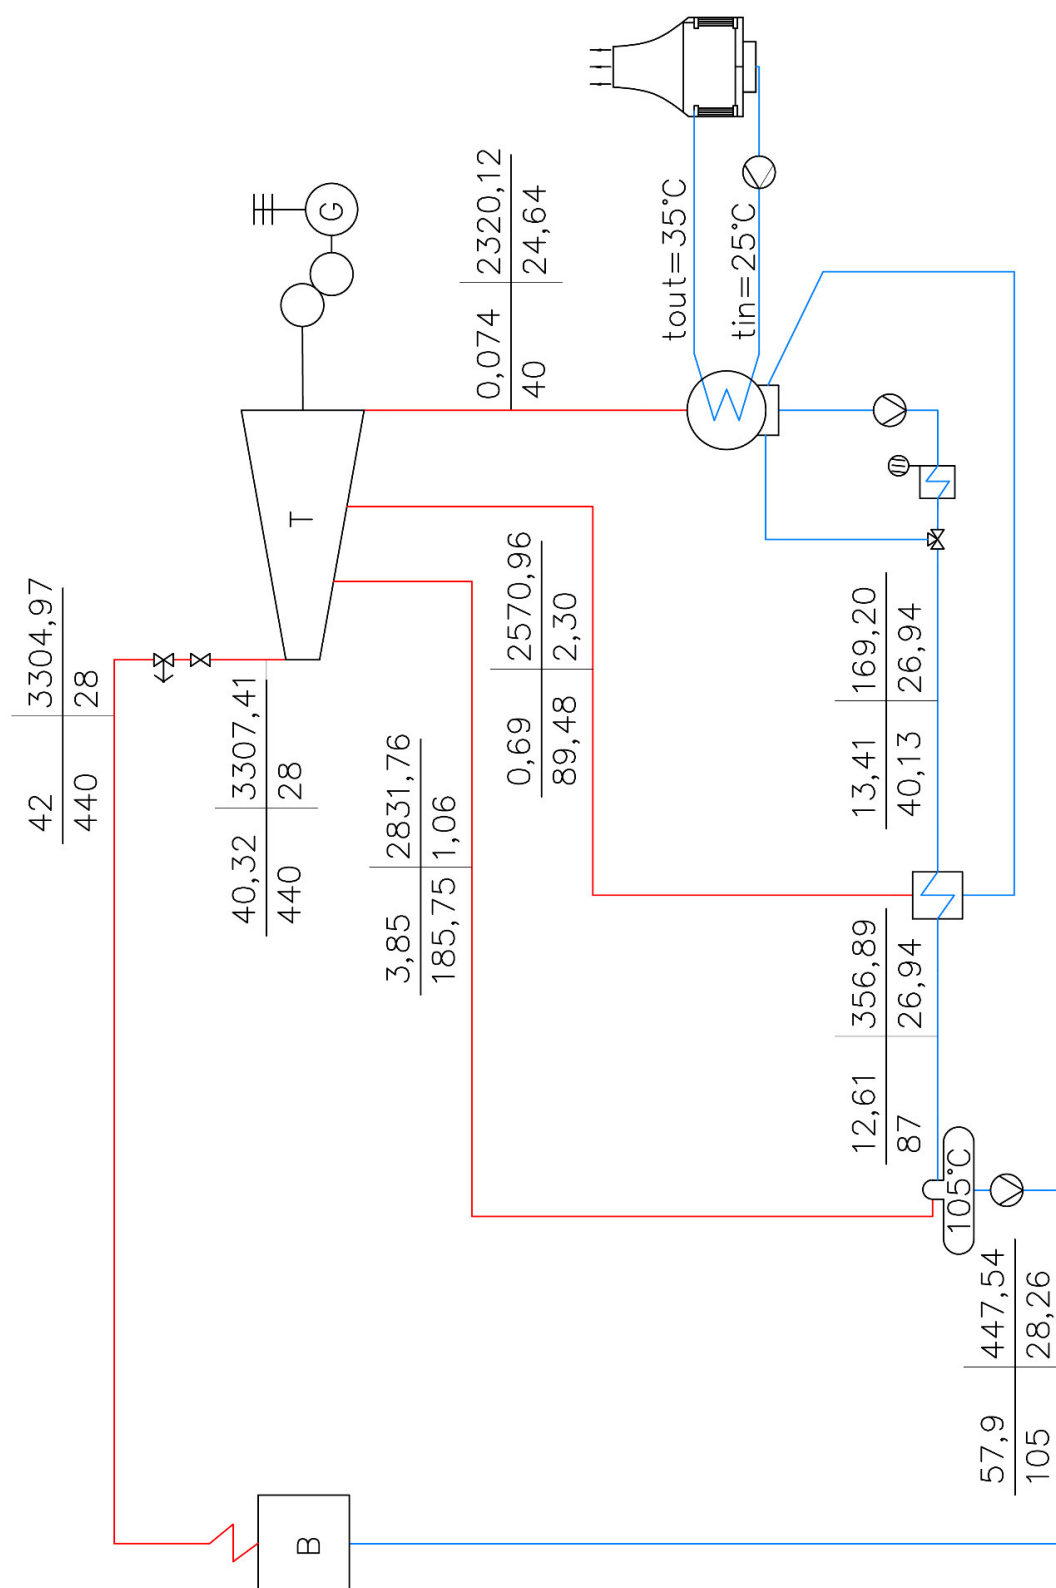 42 3304,97
440 28
40,32 3307,41
440 28
3,85 2831,76
185,75 1,06
0,69 2570,96
89,48 2,30
0,074 2320,12
40 24,64
T
G
tout=35°C
tin=25°C
13,41 169,20
40,13 26,94
12,61 356,89
87 26,94
105°C
57,9 447,54
105 28,26
B